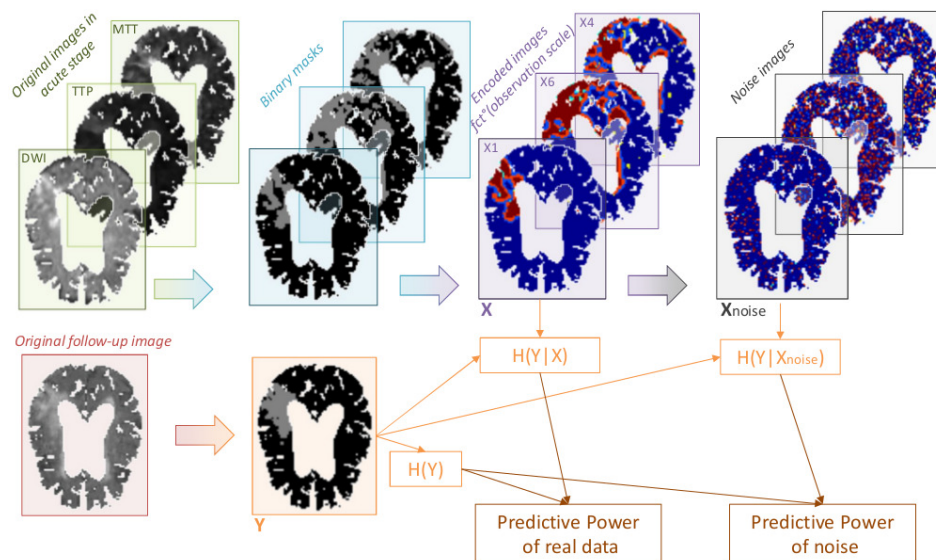 Original images in
acute stage
MTT
TTP
DWI
Binary masks
Encoded images
fct°(observation scale)
X4
X6
X1
Noise images
X
Xnoise
Original follow-up image
H(Y|X)
H(Y|Xnoise)
H(Y)
Y
Predictive Power
of real data
Predictive Power
of noise